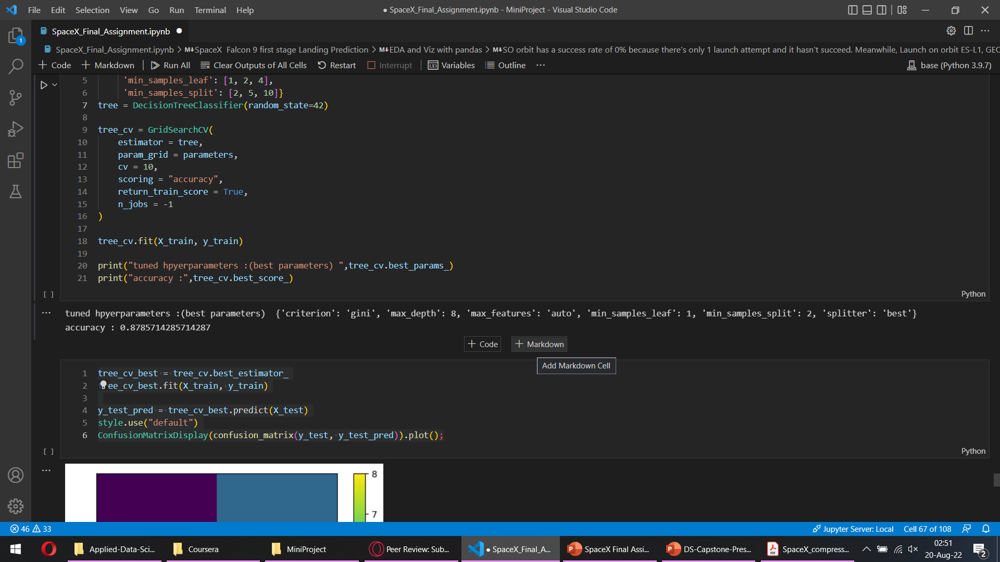 File Edit Selection View Go Run Terminal Help
● SpaceX_Final_Assignment.ipynb - MiniProject - Visual Studio Code
SpaceX_Final_Assignment.ipynb ●
SpaceX_Final_Assignment.ipynb > M↓SpaceX Falcon 9 first stage Landing Prediction > M↓EDA and Viz with pandas > M↓SO orbit has a success rate of 0% because there's only 1 launch attempt and it hasn't succeed. Meanwhile, Launch on orbit ES-L1, GEO
+ Code + Markdown | Run All Clear Outputs of All Cells Restart Interrupt | Variables Outline ... base (Python 3.9.7)
1
5 'min_samples_leaf': [1, 2, 4],
6 'min_samples_split': [2, 5, 10]}
7 tree = DecisionTreeClassifier(random_state=42)
8
9 tree_cv = GridSearchCV(
10 estimator = tree,
11 param_grid = parameters,
12 cv = 10,
13 scoring = "accuracy",
14 return_train_score = True,
15 n_jobs = -1
16 )
17
18 tree_cv.fit(X_train, y_train)
19
20 print("tuned hpyerparameters :(best parameters) ",tree_cv.best_params_)
21 print("accuracy :",tree_cv.best_score_)
[ ] Python
... tuned hpyerparameters :(best parameters)  {'criterion': 'gini', 'max_depth': 8, 'max_features': 'auto', 'min_samples_leaf': 1, 'min_samples_split': 2, 'splitter': 'best'}
accuracy : 0.8785714285714287
+ Code + Markdown
Add Markdown Cell
1 tree_cv_best = tree_cv.best_estimator_
2 ee_cv_best.fit(X_train, y_train)
3
4 y_test_pred = tree_cv_best.predict(X_test)
5 style.use("default")
6 ConfusionMatrixDisplay(confusion_matrix(y_test, y_test_pred)).plot();
[ ] Python
...
8
7
46 33 Jupyter Server: Local Cell 67 of 108
Applied-Data-Sci... Coursera MiniProject Peer Review: Sub... ● SpaceX_Final_A... SpaceX Final Assi... DS-Capstone-Pres... SpaceX_compress...
02:51
20-Aug-22
2